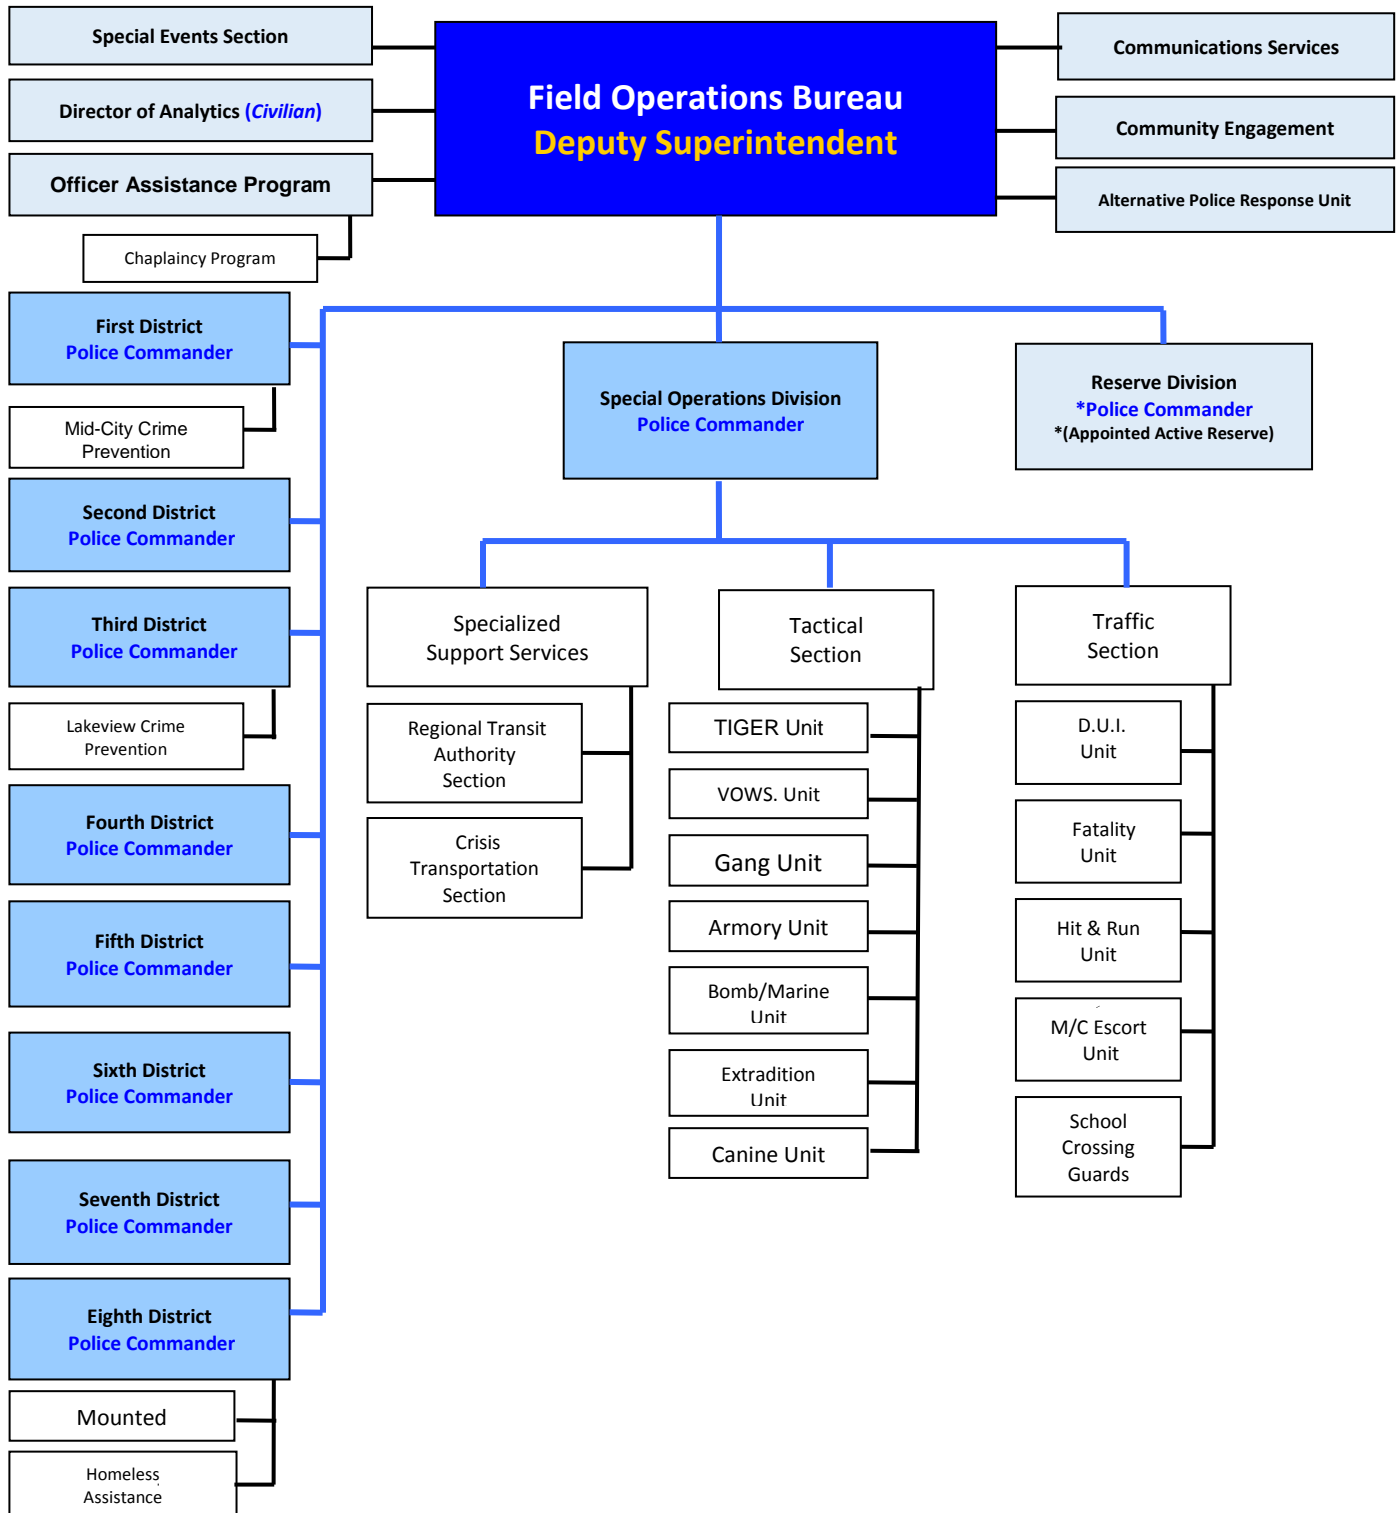 Special Events Section
Director of Analytics (Civilian)
Officer Assistance Program
Chaplaincy Program
Field Operations Bureau
Deputy Superintendent
Communications Services
Community Engagement
Alternative Police Response Unit
First District
Police Commander
Mid-City Crime
Prevention
Second District
Police Commander
Third District
Police Commander
Lakeview Crime
Prevention
Fourth District
Police Commander
Fifth District
Police Commander
Sixth District
Police Commander
Seventh District
Police Commander
Eighth District
Police Commander
Mounted
Homeless
Assistance
Special Operations Division
Police Commander
Reserve Division
*Police Commander
*(Appointed Active Reserve)
Specialized
Support Services
Regional Transit
Authority
Section
Crisis
Transportation
Section
Tactical
Section
TIGER Unit
VOWS. Unit
Gang Unit
Armory Unit
Bomb/Marine
Unit
Extradition
Unit
Canine Unit
Traffic
Section
D.U.I.
Unit
Fatality
Unit
Hit & Run
Unit
M/C Escort
Unit
School
Crossing
Guards